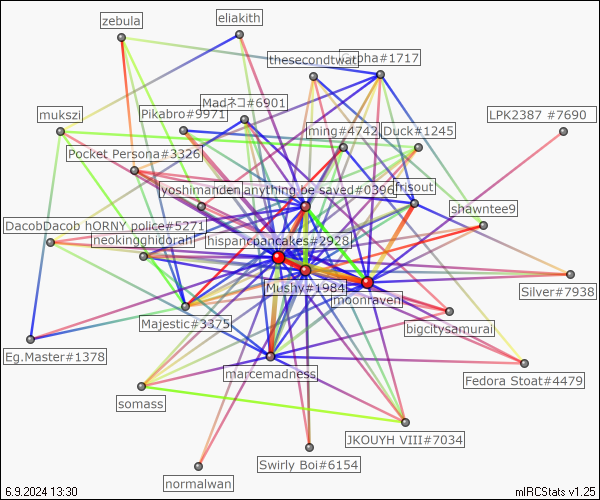 eliakith
zebula
thesecondtwat
Grpha#1717
Madネコ#6901
mukszi
Pikabro#9971
LPK2387 #7690
ming#4742
Duck#1245
Pocket Persona#3326
yoshimanden
anything be saved#0396
frisout
shawntee9
DacobDacob hORNY police#5271
neokingghidorah
hispancpancakes#2928
Mushy#1984
moonraven
Silver#7938
Majestic#3375
bigcitysamurai
Eg.Master#1378
marcemadness
Fedora Stoat#4479
somass
JKOUYH VIII#7034
Swirly Boi#6154
normalwan
6.9.2024 13:30
mIRCStats v1.25